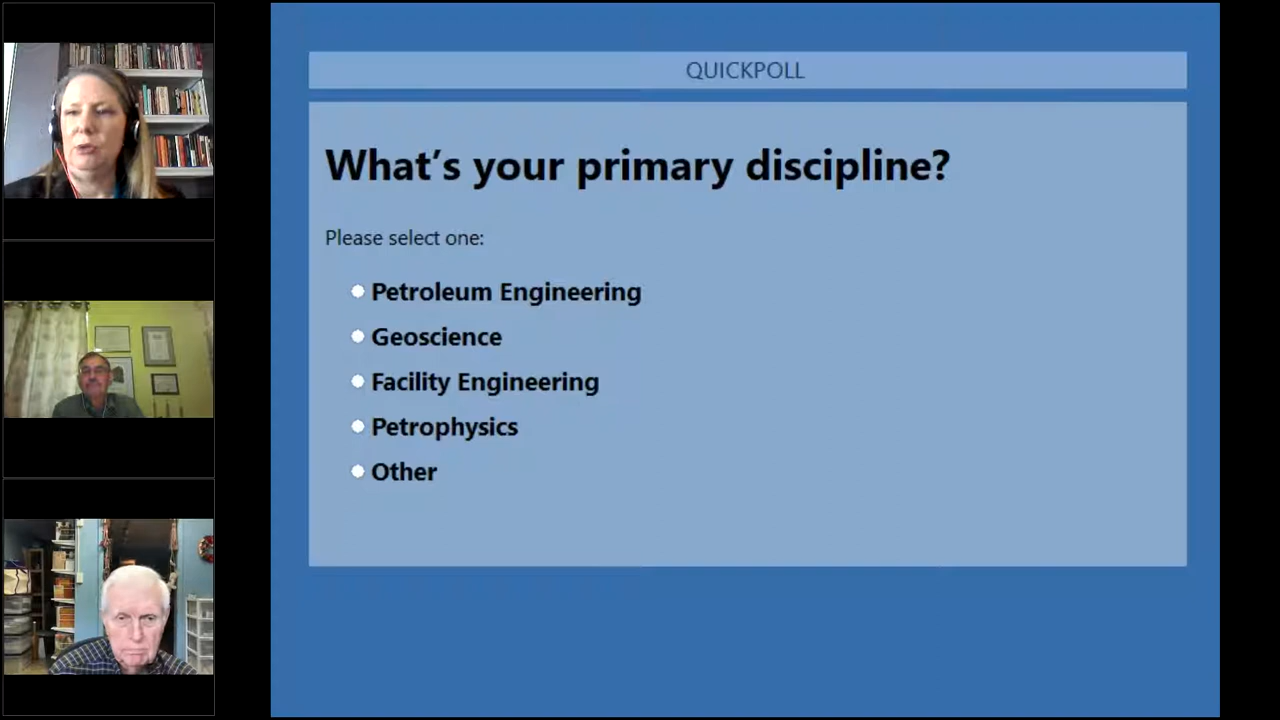 QUICKPOLL
What's your primary discipline?
Please select one:
Petroleum Engineering
Geoscience
Facility Engineering
Petrophysics
Other